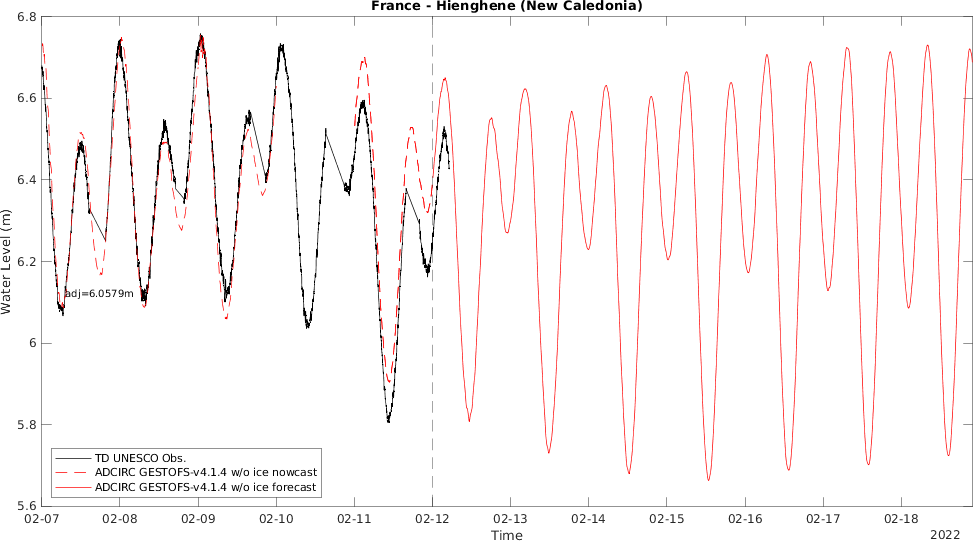 France - Hienghene (New Caledonia)
6.8
6.6
6.4
6.2
6
5.8
5.6
Water Level (m)
adj=6.0579m
TD UNESCO Obs.
ADCIRC GESTOFS-v4.1.4 w/o ice nowcast
ADCIRC GESTOFS-v4.1.4 w/o ice forecast
02-07 02-08 02-09 02-10 02-11 02-12 02-13 02-14 02-15 02-16 02-17 02-18
Time
2022